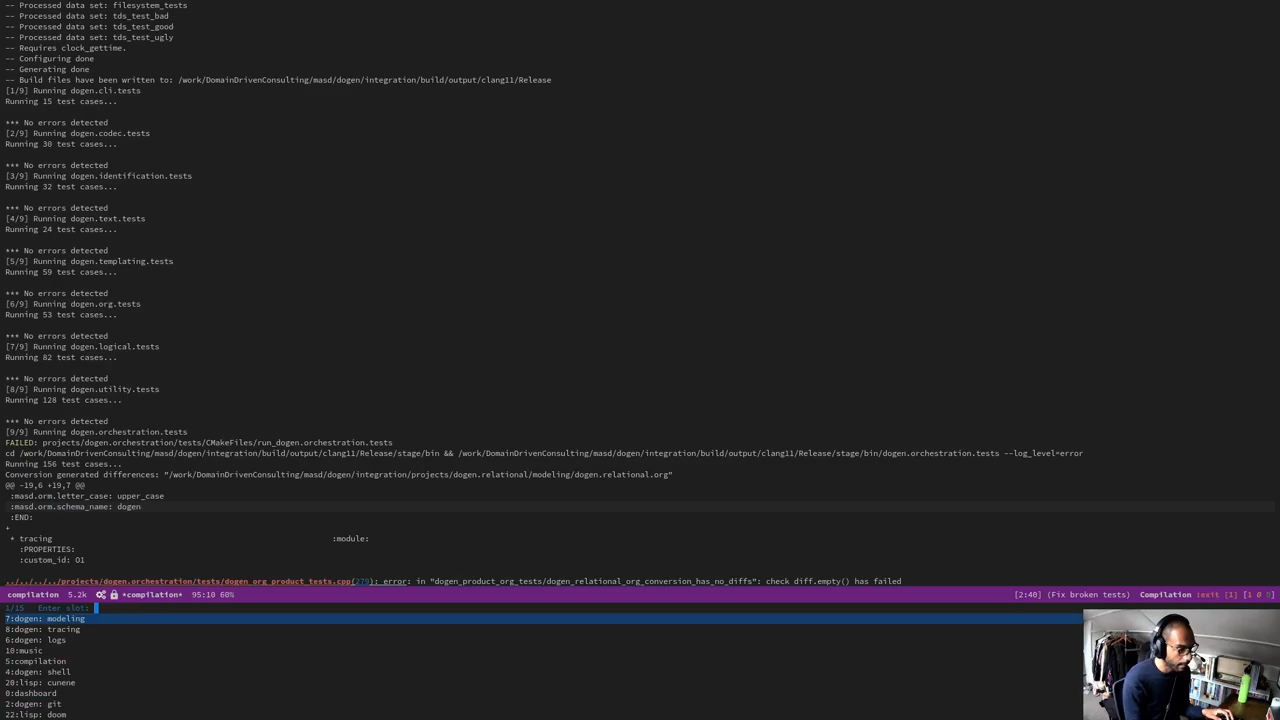 -- Processed data set: filesystem_tests
-- Processed data set: tds_test_bad
-- Processed data set: tds_test_good
-- Processed data set: tds_test_ugly
-- Requires clock_gettime.
-- Configuring done
-- Generating done
-- Build files have been written to: /work/DomainDrivenConsulting/masd/dogen/integration/build/output/clang11/Release
[1/9] Running dogen.cli.tests
Running 15 test cases...
*** No errors detected
[2/9] Running dogen.codec.tests
Running 30 test cases...
*** No errors detected
[3/9] Running dogen.identification.tests
Running 32 test cases...
*** No errors detected
[4/9] Running dogen.text.tests
Running 24 test cases...
*** No errors detected
[5/9] Running dogen.templating.tests
Running 59 test cases...
*** No errors detected
[6/9] Running dogen.org.tests
Running 53 test cases...
*** No errors detected
[7/9] Running dogen.logical.tests
Running 82 test cases...
*** No errors detected
[8/9] Running dogen.utility.tests
Running 128 test cases...
*** No errors detected
[9/9] Running dogen.orchestration.tests
FAILED: projects/dogen.orchestration/tests/CMakeFiles/run_dogen.orchestration.tests
cd /work/DomainDrivenConsulting/masd/dogen/integration/build/output/clang11/Release/stage/bin && /work/DomainDrivenConsulting/masd/dogen/integration/build/output/clang11/Release/stage/bin/dogen.orchestration.tests --log_level=error
Running 156 test cases...
Conversion generated differences: "/work/DomainDrivenConsulting/masd/dogen/integration/projects/dogen.relational/modeling/dogen.relational.org"
@@ -19,6 +19,7 @@
:masd.orm.letter_case: upper_case
:masd.orm.schema_name: dogen
:END:
+
* tracing :module:
:PROPERTIES:
:custom_id: O1
../../../../projects/dogen.orchestration/tests/dogen_org_product_tests.cpp(279): error: in "dogen_product_org_tests/dogen_relational_org_conversion_has_no_diffs": check diff.empty() has failed
compilation 5.2k *compilation* 95:10 60% [2:40] (Fix broken tests) Compilation :exit [1] [1 0 0]
1/15 Enter slot:
7:dogen: modeling
8:dogen: tracing
6:dogen: logs
10:music
5:compilation
4:dogen: shell
20:lisp: cunene
0:dashboard
2:dogen: git
22:lisp: doom